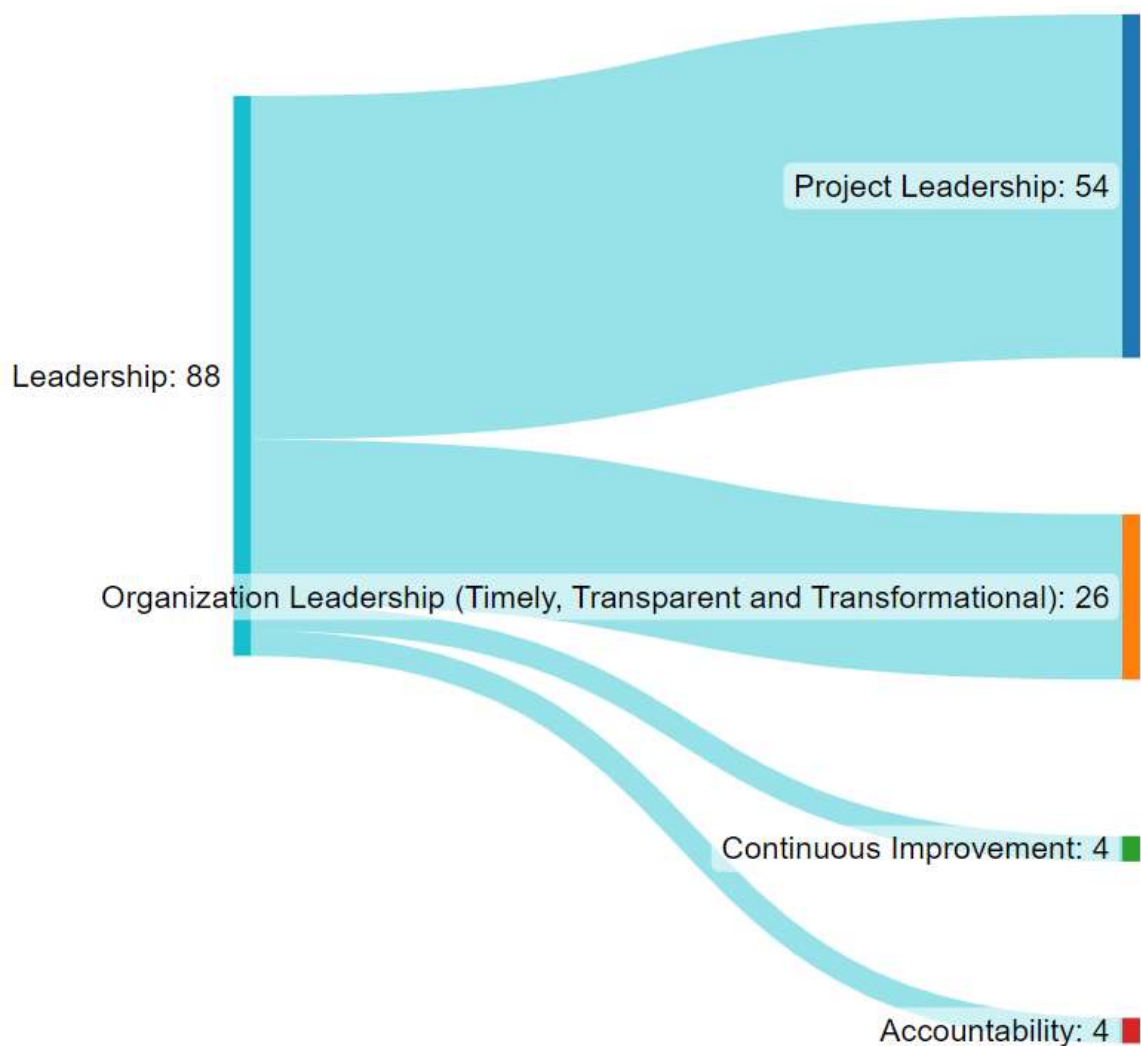 Project Leadership: 54
Leadership: 88
Organization Leadership (Timely, Transparent and Transformational): 26
Continuous Improvement: 4
Accountability: 4